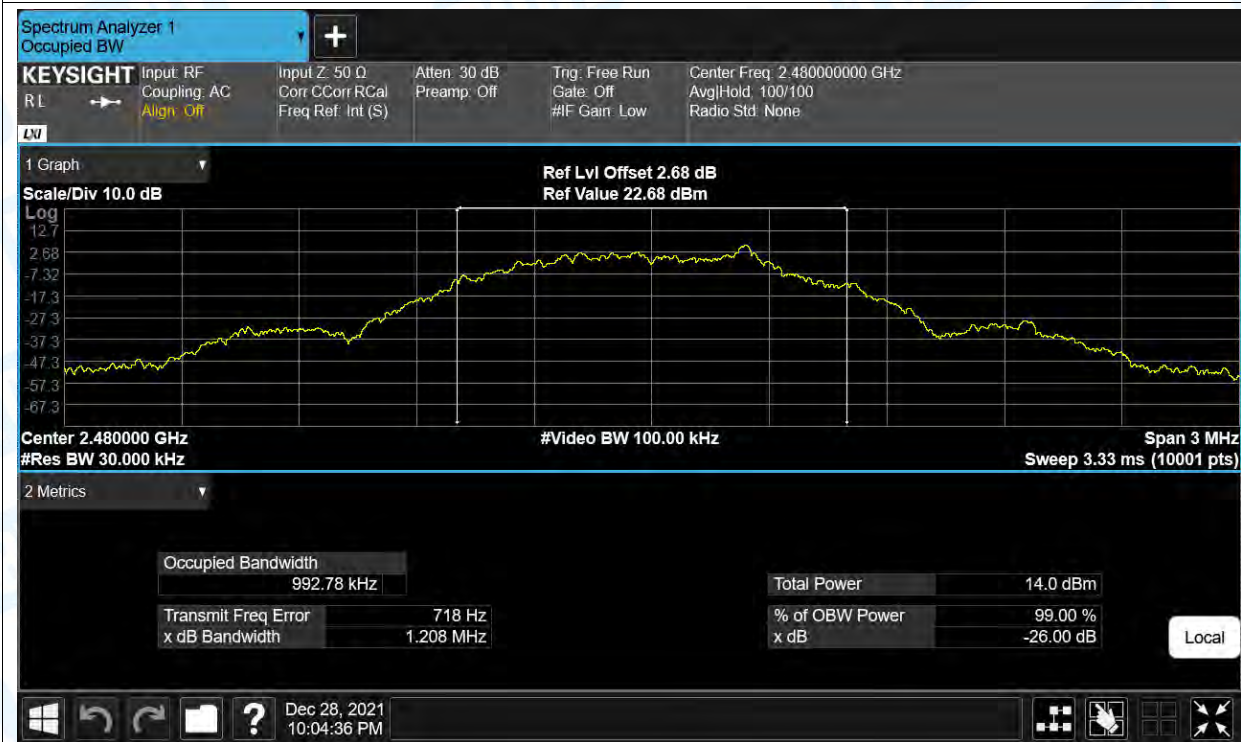 Spectrum Analyzer 1
Occupied BW
+
KEYSIGHT
R L
LXI
Input: RF
Coupling: AC
Align: Off
Input Z: 50 Ω
Corr CCorr RCal
Freq Ref: Int (S)
Atten: 30 dB
Preamp: Off
Trig: Free Run
Gate: Off
#IF Gain: Low
Center Freq: 2.480000000 GHz
Avg|Hold: 100/100
Radio Std: None
1 Graph
Scale/Div 10.0 dB
Ref Lvl Offset 2.68 dB
Ref Value 22.68 dBm
Log
12.7
2.68
-7.32
-17.3
-27.3
-37.3
-47.3
-57.3
-67.3
Center 2.480000 GHz
#Res BW 30.000 kHz
#Video BW 100.00 kHz
Span 3 MHz
Sweep 3.33 ms (10001 pts)
2 Metrics
Occupied Bandwidth
992.78 kHz
Transmit Freq Error 718 Hz
x dB Bandwidth 1.208 MHz
Total Power 14.0 dBm
% of OBW Power 99.00 %
x dB -26.00 dB
Local
?
Dec 28, 2021
10:04:36 PM